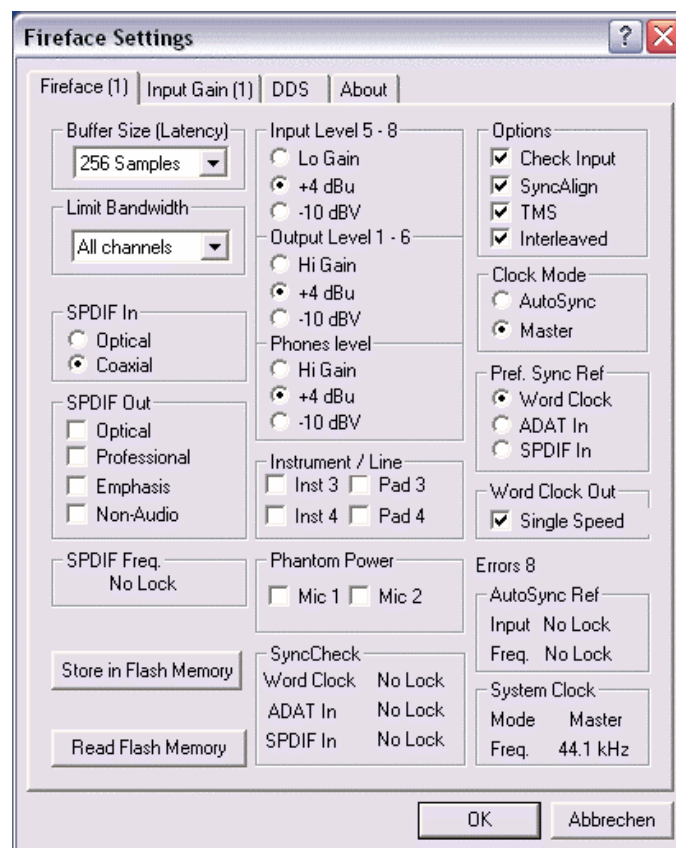 Fireface Settings
Fireface (1) Input Gain (1) DDS About
Buffer Size (Latency)
256 Samples
Limit Bandwidth
All channels
SPDIF In
Optical
Coaxial
SPDIF Out
Optical
Professional
Emphasis
Non-Audio
SPDIF Freq.
No Lock
Store in Flash Memory
Read Flash Memory
Input Level 5 - 8
Lo Gain
+4 dBu
-10 dBV
Output Level 1 - 6
Hi Gain
+4 dBu
-10 dBV
Phones level
Hi Gain
+4 dBu
-10 dBV
Instrument / Line
Inst 3 Pad 3
Inst 4 Pad 4
Phantom Power
Mic 1 Mic 2
SyncCheck
Word Clock No Lock
ADAT In No Lock
SPDIF In No Lock
Options
Check Input
SyncAlign
TMS
Interleaved
Clock Mode
AutoSync
Master
Pref. Sync Ref
Word Clock
ADAT In
SPDIF In
Word Clock Out
Single Speed
Errors 8
AutoSync Ref
Input No Lock
Freq. No Lock
System Clock
Mode Master
Freq. 44.1 kHz
OK Abbrechen